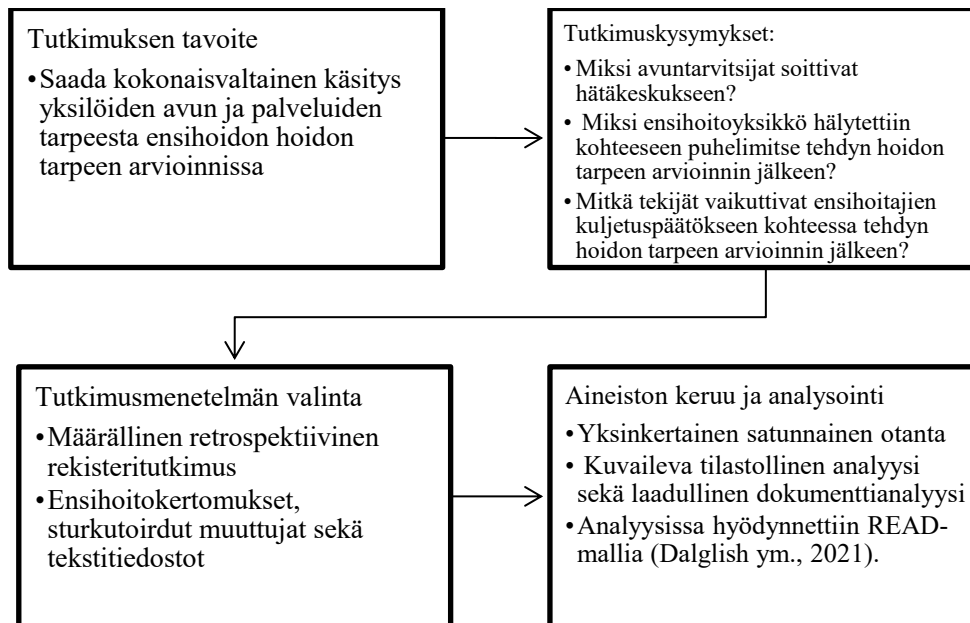 Tutkimuksen tavoite
•Saada kokonaisvaltainen käsitys
yksilöiden avun ja palveluiden
tarpeesta ensihoidon hoidon
tarpeen arvioinnissa
Tutkimuskysymykset:
•Miksi avuntarvitsijat soittivat
hätäkeskukseen?
• Miksi ensihoitoyksikkö hälytettiin
kohteeseen puhelimitse tehdyn hoidon
tarpeen arvioinnin jälkeen?
•Mitkä tekijät vaikuttivat ensihoitajien
kuljetuspäätökseen kohteessa tehdyn
hoidon tarpeen arvioinnin jälkeen?
Tutkimusmenetelmän valinta
•Määrällinen retrospektiivinen
rekisteritutkimus
•Ensihoitokertomukset,
sturkutoirdut muuttujat sekä
tekstitiedostot
Aineiston keruu ja analysointi
•Yksinkertainen satunnainen otanta
• Kuvaileva tilastollinen analyysi
sekä laadullinen dokumenttianalyysi
•Analyysissa hyödynnettiin READ-
mallia (Dalglish ym., 2021).